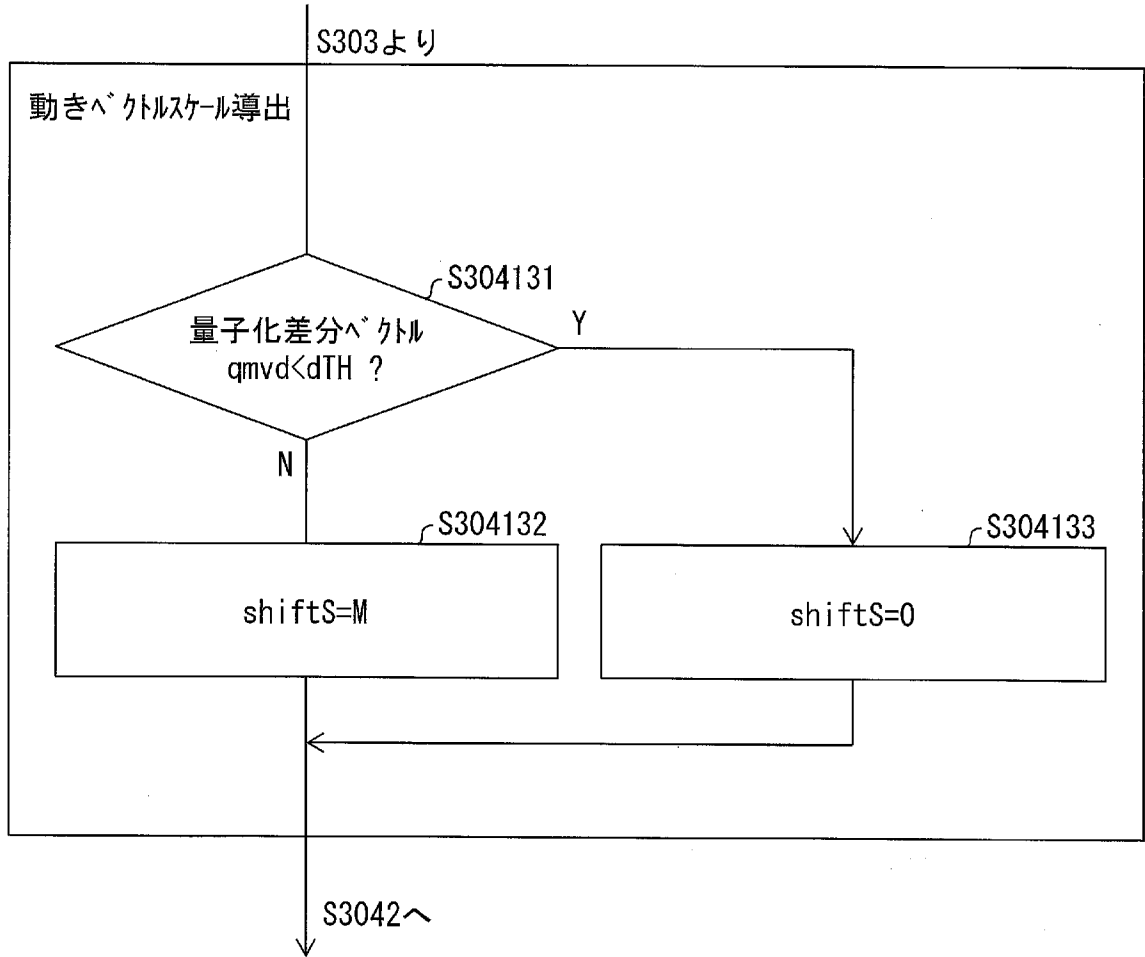 S303より
動きベクトルスケール導出
S304131
量子化差分ベクトル
qmvd<dTH ?
Y
N
S304132
S304133
shiftS=M
shiftS=0
S3042へ